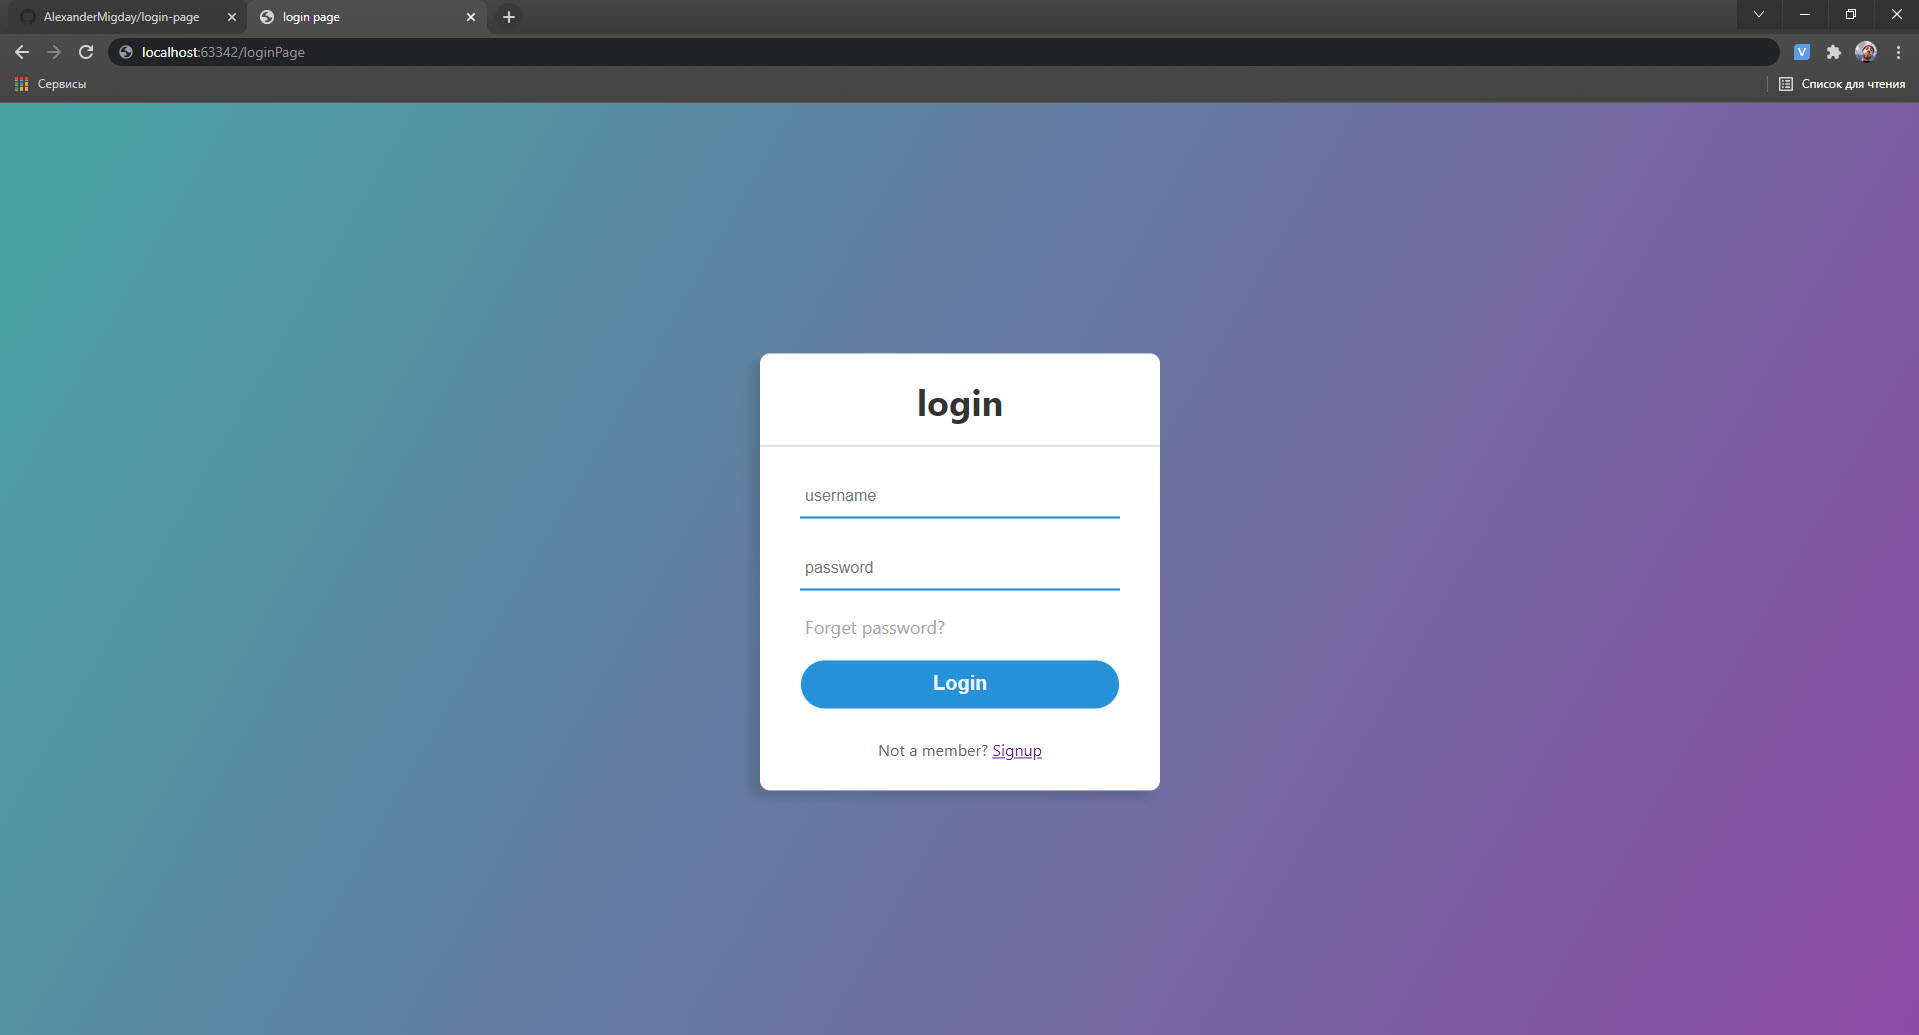 AlexanderMigday/login-page
login page
localhost:63342/loginPage
V
Сервисы
Список для чтения
login
username
password
Forget password?
Login
Not a member? Signup